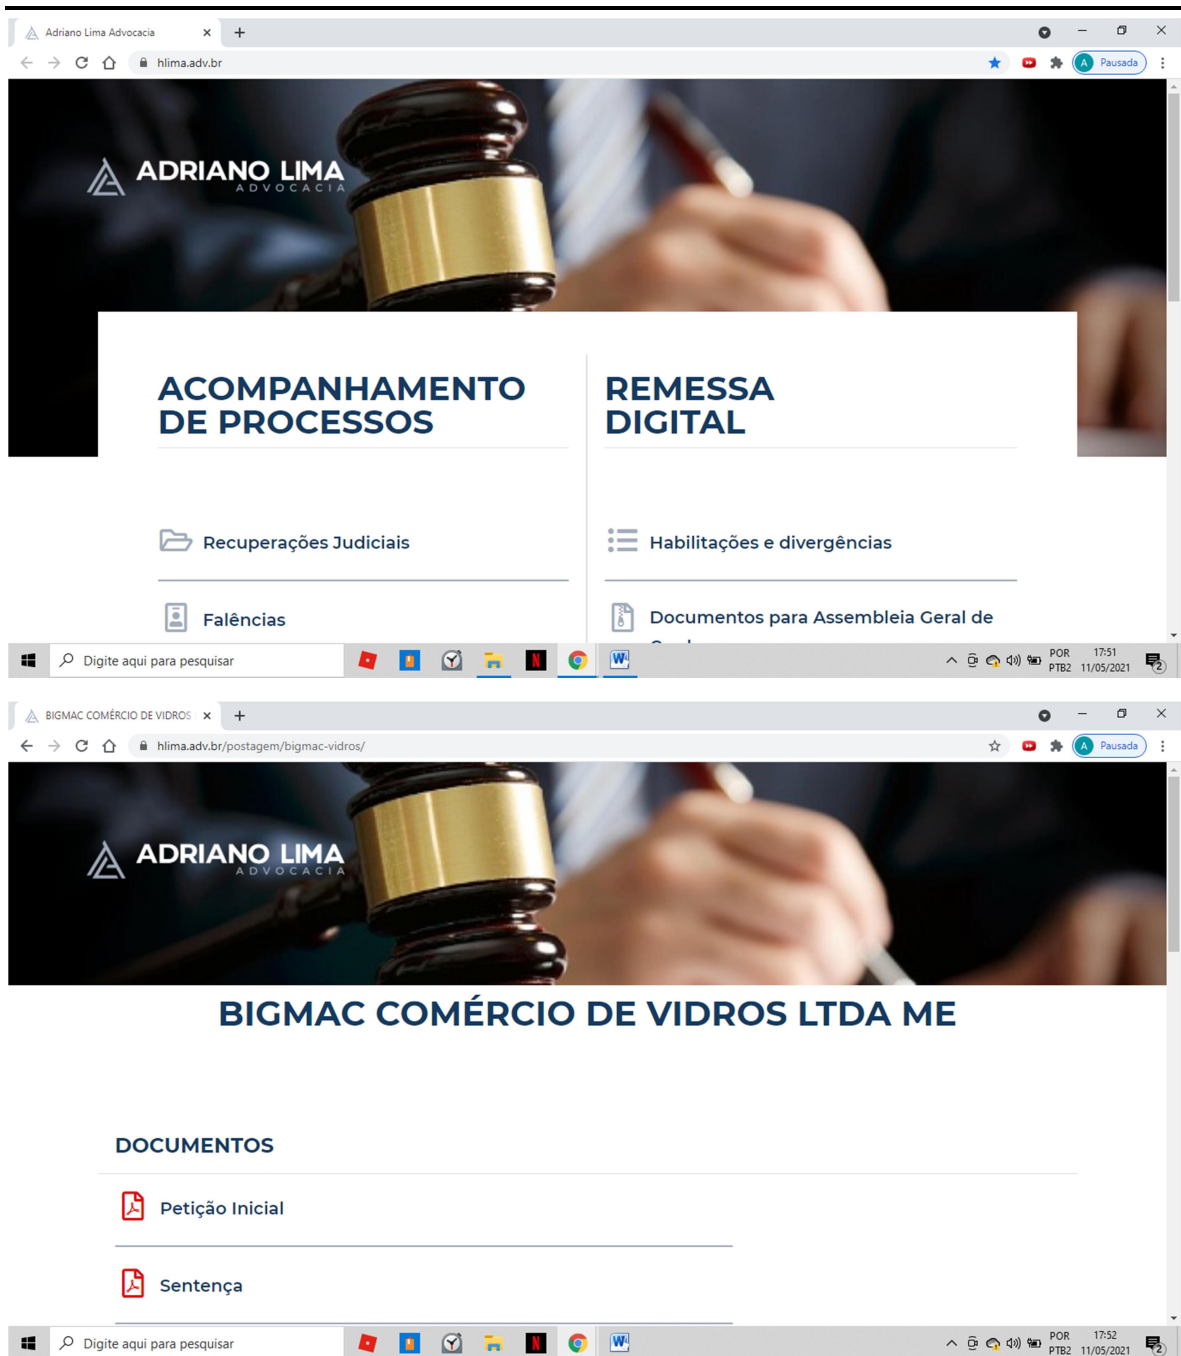 Adriano Lima Advocacia
hlima.adv.br
A Pausada
ADRIANO LIMA
ADVOCACIA
ACOMPANHAMENTO
DE PROCESSOS
REMESSA
DIGITAL
Recuperações Judiciais
Habilitações e divergências
Falências
Documentos para Assembleia Geral de
Digite aqui para pesquisar
POR
PTB2
17:51
11/05/2021
2
BIGMAC COMÉRCIO DE VIDROS
hlima.adv.br/postagem/bigmac-vidros/
A Pausada
ADRIANO LIMA
ADVOCACIA
BIGMAC COMÉRCIO DE VIDROS LTDA ME
DOCUMENTOS
Petição Inicial
Sentença
Digite aqui para pesquisar
POR
PTB2
17:52
11/05/2021
2